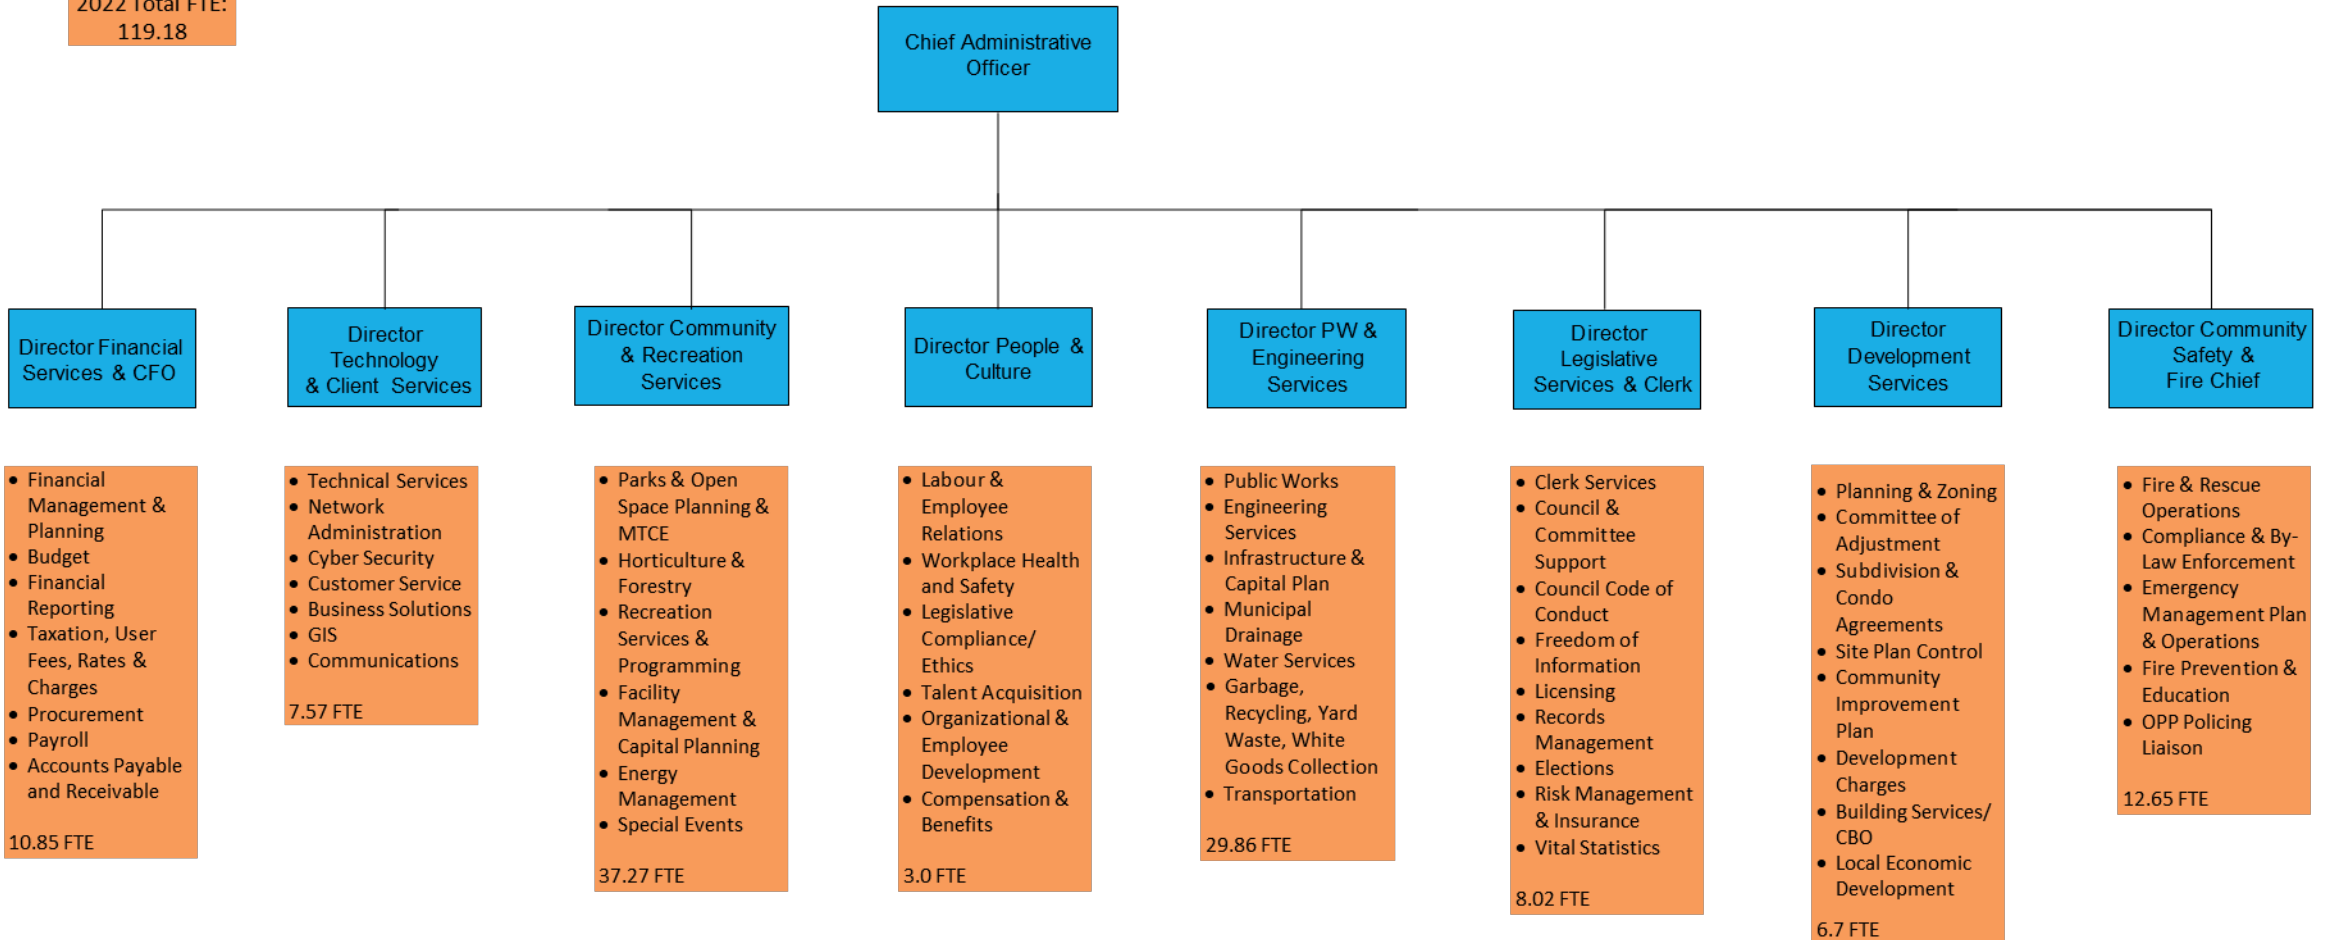 2022 Total FTE:
119.18
Chief Administrative
Officer
Director Financial
Services & CFO
Director
Technology
& Client Services
Director Community
& Recreation
Services
Director People &
Culture
Director PW &
Engineering
Services
Director
Legislative
Services & Clerk
Director
Development
Services
Director Community
Safety &
Fire Chief
• Financial
Management &
Planning
• Budget
• Financial
Reporting
• Taxation, User
Fees, Rates &
Charges
• Procurement
• Payroll
• Accounts Payable
and Receivable
10.85 FTE
• Technical Services
• Network
Administration
• Cyber Security
• Customer Service
• Business Solutions
• GIS
• Communications
7.57 FTE
• Parks & Open
Space Planning &
MTCE
• Horticulture &
Forestry
• Recreation
Services &
Programming
• Facility
Management &
Capital Planning
• Energy
Management
• Special Events
37.27 FTE
• Labour &
Employee
Relations
• Workplace Health
and Safety
• Legislative
Compliance/
Ethics
• Talent Acquisition
• Organizational &
Employee
Development
• Compensation &
Benefits
3.0 FTE
• Public Works
• Engineering
Services
• Infrastructure &
Capital Plan
• Municipal
Drainage
• Water Services
• Garbage,
Recycling, Yard
Waste, White
Goods Collection
• Transportation
29.86 FTE
• Clerk Services
• Council &
Committee
Support
• Council Code of
Conduct
• Freedom of
Information
• Licensing
• Records
Management
• Elections
• Risk Management
& Insurance
• Vital Statistics
8.02 FTE
• Planning & Zoning
• Committee of
Adjustment
• Subdivision &
Condo
Agreements
• Site Plan Control
• Community
Improvement
Plan
• Development
Charges
• Building Services/
CBO
• Local Economic
Development
6.7 FTE
• Fire & Rescue
Operations
• Compliance & By-
Law Enforcement
• Emergency
Management Plan
& Operations
• Fire Prevention &
Education
• OPP Policing
Liaison
12.65 FTE